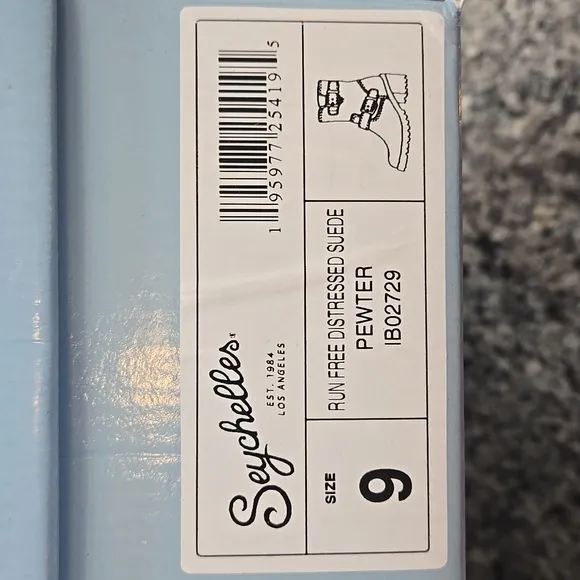 Seychelles
EST. 1984
LOS ANGELES
1 95977 25419 5
SIZE
9
RUN FREE DISTRESSED SUEDE
PEWTER
IB02729